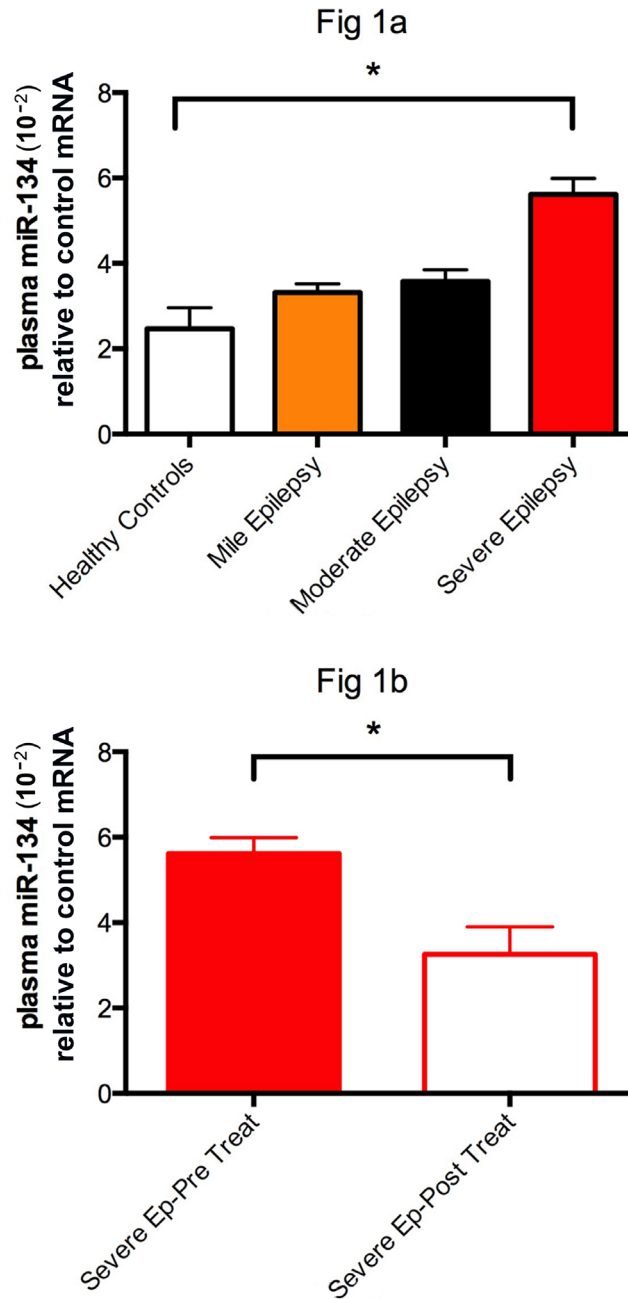 Fig 1a
*
plasma miR-134 (10⁻²)
relative to control mRNA
8
6
4
2
0
Healthy Controls
Mile Epilepsy
Moderate Epilepsy
Severe Epilepsy
Fig 1b
*
plasma miR-134 (10⁻²)
relative to control mRNA
8
6
4
2
0
Severe Ep-Pre Treat
Severe Ep-Post Treat